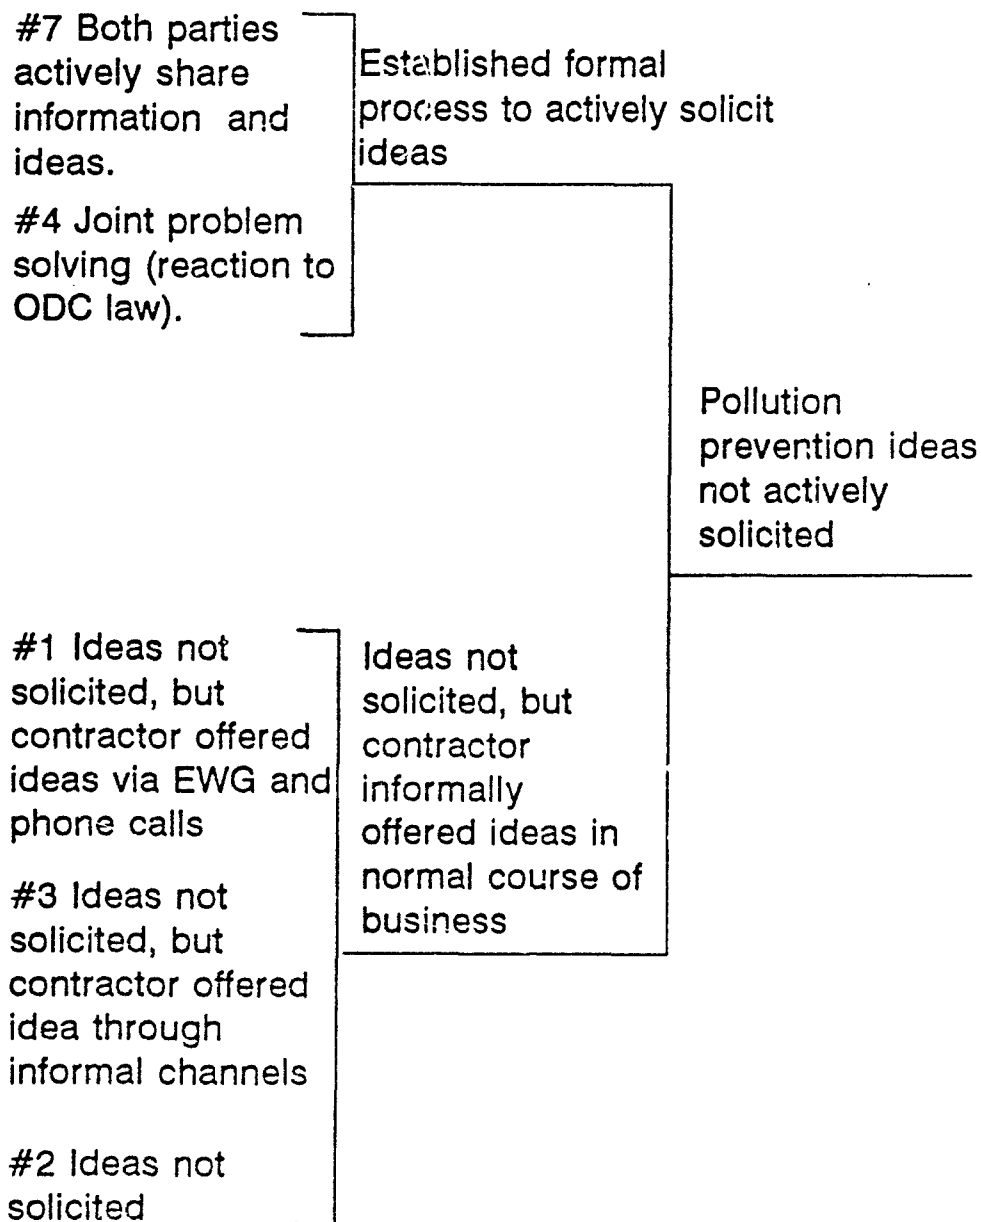 #7 Both parties
actively share
information and
ideas.
Established formal
process to actively solicit
ideas
#4 Joint problem
solving (reaction to
ODC law).
Pollution
prevention ideas
not actively
solicited
#1 Ideas not
solicited, but
contractor offered
ideas via EWG and
phone calls
Ideas not
solicited, but
contractor
informally
offered ideas in
normal course of
business
#3 Ideas not
solicited, but
contractor offered
idea through
informal channels
#2 Ideas not
solicited